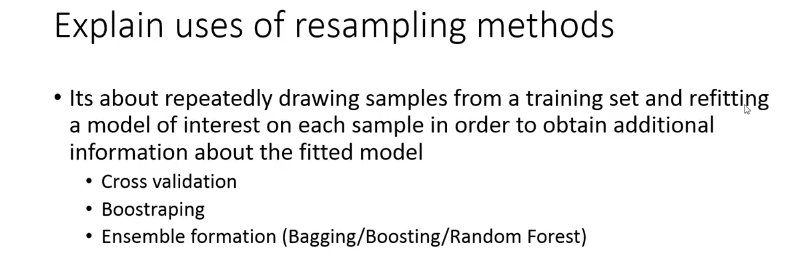 Explain uses of resampling methods
• Its about repeatedly drawing samples from a training set and refitting
a model of interest on each sample in order to obtain additional
information about the fitted model
• Cross validation
• Boostraping
• Ensemble formation (Bagging/Boosting/Random Forest)